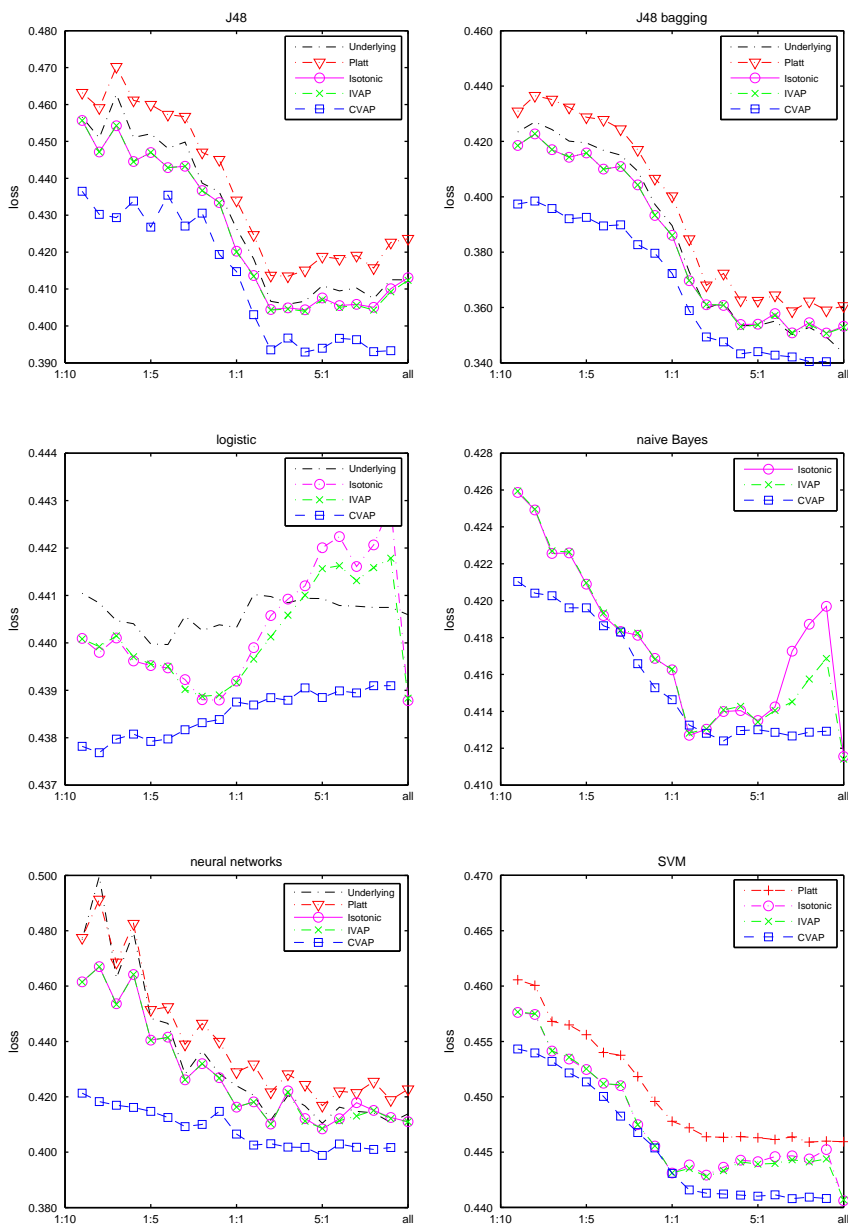 J48
0.480
0.470
0.460
0.450
0.440
0.430
0.420
0.410
0.400
0.390
loss
1:10
1:5
1:1
5:1
all
Underlying
Platt
Isotonic
IVAP
CVAP
J48 bagging
0.460
0.440
0.420
0.400
0.380
0.360
0.340
loss
1:10
1:5
1:1
5:1
all
Underlying
Platt
Isotonic
IVAP
CVAP
logistic
0.444
0.443
0.442
0.441
0.440
0.439
0.438
0.437
loss
1:10
1:5
1:1
5:1
all
Underlying
Isotonic
IVAP
CVAP
naive Bayes
0.428
0.426
0.424
0.422
0.420
0.418
0.416
0.414
0.412
0.410
loss
1:10
1:5
1:1
5:1
all
Isotonic
IVAP
CVAP
neural networks
0.500
0.480
0.460
0.440
0.420
0.400
0.380
loss
1:10
1:5
1:1
5:1
all
Underlying
Platt
Isotonic
IVAP
CVAP
SVM
0.470
0.465
0.460
0.455
0.450
0.445
0.440
loss
1:10
1:5
1:1
5:1
all
Platt
Isotonic
IVAP
CVAP